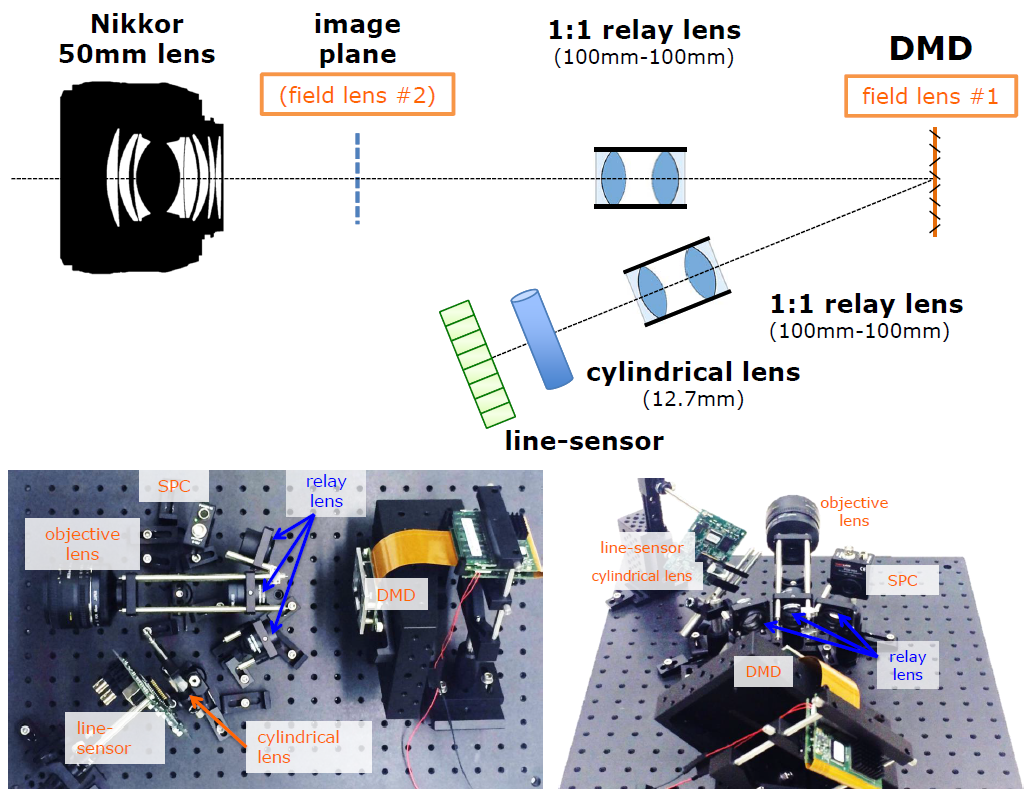 Nikkor
50mm lens
image
plane
(field lens #2)
1:1 relay lens
(100mm-100mm)
DMD
field lens #1
1:1 relay lens
(100mm-100mm)
cylindrical lens
(12.7mm)
line-sensor
SPC
relay
lens
objective
lens
DMD
line-
sensor
cylindrical
lens
objective
lens
line-sensor
cylindrical lens
SPC
relay
lens
DMD